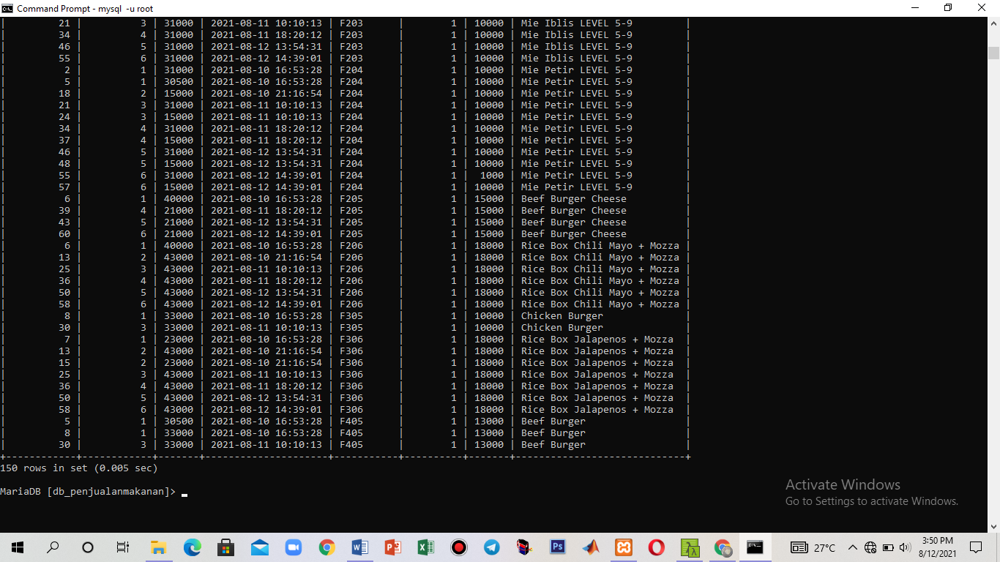 Command Prompt - mysql -u root
| 21 | 3 | 31000 | 2021-08-11 10:10:13 | F203 | 1 | 10000 | Mie Iblis LEVEL 5-9 |
| 34 | 4 | 31000 | 2021-08-11 18:20:12 | F203 | 1 | 10000 | Mie Iblis LEVEL 5-9 |
| 46 | 5 | 31000 | 2021-08-12 13:54:31 | F203 | 1 | 10000 | Mie Iblis LEVEL 5-9 |
| 55 | 6 | 31000 | 2021-08-12 14:39:01 | F203 | 1 | 10000 | Mie Iblis LEVEL 5-9 |
| 2 | 1 | 31000 | 2021-08-10 16:53:28 | F204 | 1 | 10000 | Mie Petir LEVEL 5-9 |
| 5 | 1 | 30500 | 2021-08-10 16:53:28 | F204 | 1 | 10000 | Mie Petir LEVEL 5-9 |
| 18 | 2 | 15000 | 2021-08-10 21:16:54 | F204 | 1 | 10000 | Mie Petir LEVEL 5-9 |
| 21 | 3 | 31000 | 2021-08-11 10:10:13 | F204 | 1 | 10000 | Mie Petir LEVEL 5-9 |
| 24 | 3 | 15000 | 2021-08-11 10:10:13 | F204 | 1 | 10000 | Mie Petir LEVEL 5-9 |
| 34 | 4 | 31000 | 2021-08-11 18:20:12 | F204 | 1 | 10000 | Mie Petir LEVEL 5-9 |
| 37 | 4 | 15000 | 2021-08-11 18:20:12 | F204 | 1 | 10000 | Mie Petir LEVEL 5-9 |
| 46 | 5 | 31000 | 2021-08-12 13:54:31 | F204 | 1 | 10000 | Mie Petir LEVEL 5-9 |
| 48 | 5 | 15000 | 2021-08-12 13:54:31 | F204 | 1 | 10000 | Mie Petir LEVEL 5-9 |
| 55 | 6 | 31000 | 2021-08-12 14:39:01 | F204 | 1 | 1000 | Mie Petir LEVEL 5-9 |
| 57 | 6 | 15000 | 2021-08-12 14:39:01 | F204 | 1 | 10000 | Mie Petir LEVEL 5-9 |
| 6 | 1 | 40000 | 2021-08-10 16:53:28 | F205 | 1 | 15000 | Beef Burger Cheese |
| 39 | 4 | 21000 | 2021-08-11 18:20:12 | F205 | 1 | 15000 | Beef Burger Cheese |
| 43 | 5 | 21000 | 2021-08-12 13:54:31 | F205 | 1 | 15000 | Beef Burger Cheese |
| 60 | 6 | 21000 | 2021-08-12 14:39:01 | F205 | 1 | 15000 | Beef Burger Cheese |
| 6 | 1 | 40000 | 2021-08-10 16:53:28 | F206 | 1 | 18000 | Rice Box Chili Mayo + Mozza |
| 13 | 2 | 43000 | 2021-08-10 21:16:54 | F206 | 1 | 18000 | Rice Box Chili Mayo + Mozza |
| 25 | 3 | 43000 | 2021-08-11 10:10:13 | F206 | 1 | 18000 | Rice Box Chili Mayo + Mozza |
| 36 | 4 | 43000 | 2021-08-11 18:20:12 | F206 | 1 | 18000 | Rice Box Chili Mayo + Mozza |
| 50 | 5 | 43000 | 2021-08-12 13:54:31 | F206 | 1 | 18000 | Rice Box Chili Mayo + Mozza |
| 58 | 6 | 43000 | 2021-08-12 14:39:01 | F206 | 1 | 18000 | Rice Box Chili Mayo + Mozza |
| 8 | 1 | 33000 | 2021-08-10 16:53:28 | F305 | 1 | 10000 | Chicken Burger |
| 30 | 3 | 33000 | 2021-08-11 10:10:13 | F305 | 1 | 10000 | Chicken Burger |
| 7 | 1 | 23000 | 2021-08-10 16:53:28 | F306 | 1 | 18000 | Rice Box Jalapenos + Mozza |
| 13 | 2 | 43000 | 2021-08-10 21:16:54 | F306 | 1 | 18000 | Rice Box Jalapenos + Mozza |
| 15 | 2 | 23000 | 2021-08-10 21:16:54 | F306 | 1 | 18000 | Rice Box Jalapenos + Mozza |
| 25 | 3 | 43000 | 2021-08-11 10:10:13 | F306 | 1 | 18000 | Rice Box Jalapenos + Mozza |
| 36 | 4 | 43000 | 2021-08-11 18:20:12 | F306 | 1 | 18000 | Rice Box Jalapenos + Mozza |
| 50 | 5 | 43000 | 2021-08-12 13:54:31 | F306 | 1 | 18000 | Rice Box Jalapenos + Mozza |
| 58 | 6 | 43000 | 2021-08-12 14:39:01 | F306 | 1 | 18000 | Rice Box Jalapenos + Mozza |
| 5 | 1 | 30500 | 2021-08-10 16:53:28 | F405 | 1 | 13000 | Beef Burger |
| 8 | 1 | 33000 | 2021-08-10 16:53:28 | F405 | 1 | 13000 | Beef Burger |
| 30 | 3 | 33000 | 2021-08-11 10:10:13 | F405 | 1 | 13000 | Beef Burger |
+------------+------------+-------+---------------------+-----------+----------+-------+-----------------------------+
150 rows in set (0.005 sec)
MariaDB [db_penjualanmakanan]>
Activate Windows
Go to Settings to activate Windows.
27°C
3:50 PM
8/12/2021